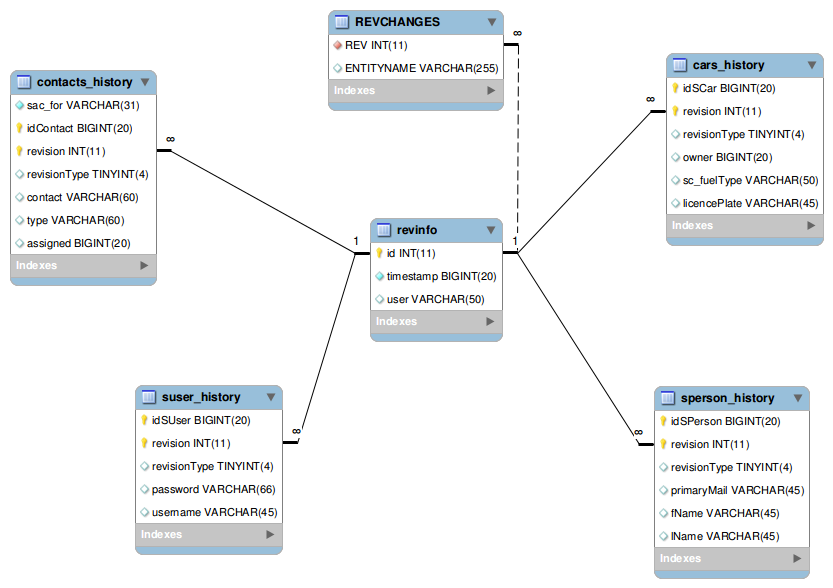 REVCHANGES
REV INT(11)
ENTITYNAME VARCHAR(255)
Indexes
∞
contacts_history
sac_for VARCHAR(31)
idContact BIGINT(20)
revision INT(11)
revisionType TINYINT(4)
contact VARCHAR(60)
type VARCHAR(60)
assigned BIGINT(20)
Indexes
∞
cars_history
idSCar BIGINT(20)
revision INT(11)
revisionType TINYINT(4)
owner BIGINT(20)
sc_fuelType VARCHAR(50)
licencePlate VARCHAR(45)
Indexes
∞
revinfo
id INT(11)
timestamp BIGINT(20)
user VARCHAR(50)
Indexes
1
1
suser_history
idSUser BIGINT(20)
revision INT(11)
revisionType TINYINT(4)
password VARCHAR(66)
username VARCHAR(45)
Indexes
∞
sperson_history
idSPerson BIGINT(20)
revision INT(11)
revisionType TINYINT(4)
primaryMail VARCHAR(45)
fName VARCHAR(45)
lName VARCHAR(45)
Indexes
∞